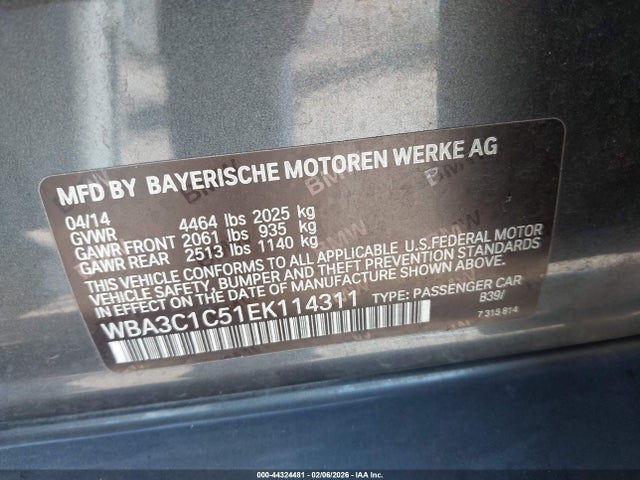 MFD BY BAYERISCHE MOTOREN WERKE AG
04/14
GVWR 4464 lbs 2025 kg
GAWR FRONT 2061 lbs 935 kg
GAWR REAR 2513 lbs 1140 kg
THIS VEHICLE CONFORMS TO ALL APPLICABLE U.S.FEDERAL MOTOR
VEHICLE SAFETY, BUMPER AND THEFT PREVENTION STANDARDS
IN EFFECT ON THE DATE OF MANUFACTURE SHOWN ABOVE.
WBA3C1C51EK114311 TYPE: PASSENGER CAR
B39/
7 315 814
000-44324481 - 02/06/2026 - IAA Inc.